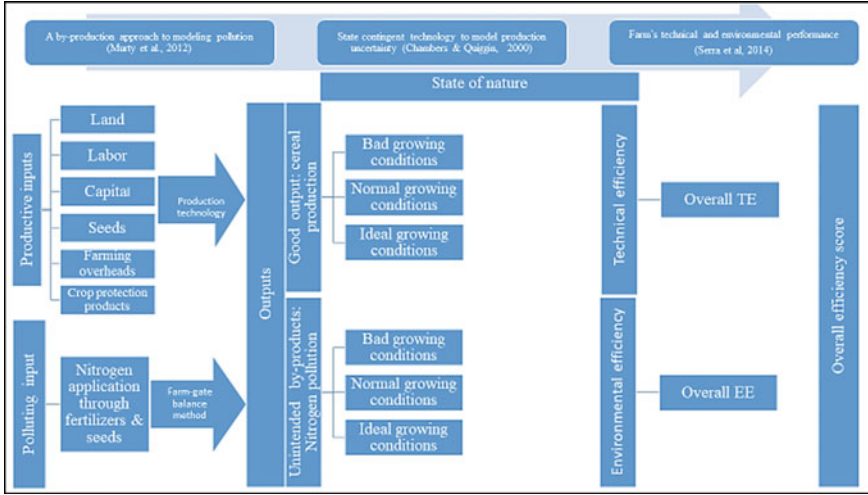 A by-production approach to modeling pollution
(Murty et al., 2012)
State contingent technology to model production
uncertainty (Chambers & Quiggin, 2000)
Farm's technical and environmental performance
(Serra et al, 2014)
State of nature
Productive inputs
Land
Labor
Capital
Seeds
Farming
overheads
Crop protection
products
Production
technology
Polluting input
Nitrogen
application
through
fertilizers &
seeds
Farm-gate
balance
method
Outputs
Good output: cereal
production
Bad growing
conditions
Normal growing
conditions
Ideal growing
conditions
Unintended by-products:
Nitrogen pollution
Bad growing
conditions
Normal growing
conditions
Ideal growing
conditions
Technical efficiency
Overall TE
Environmental efficiency
Overall EE
Overall efficiency score